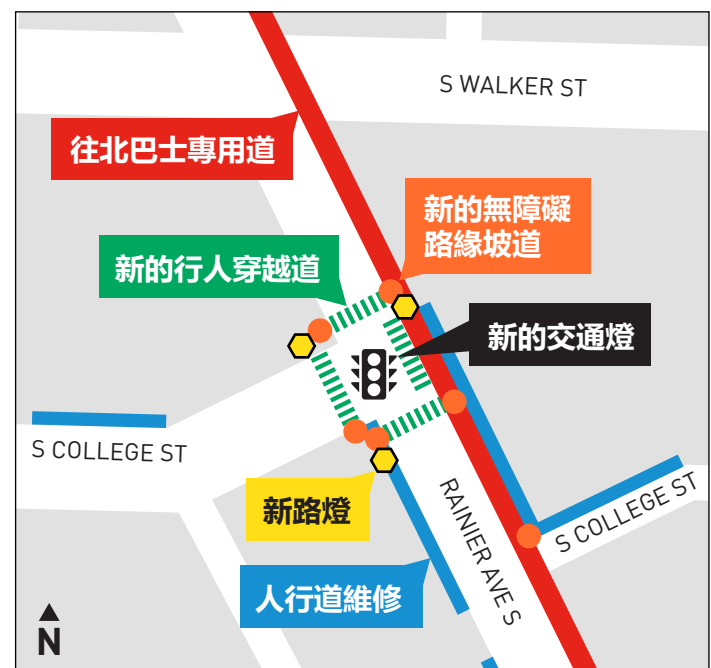 S WALKER ST
往北巴士專用道
新的無障礙
路緣坡道
新的行人穿越道
新的交通燈
S COLLEGE ST
新路燈
RAINIER AVE S
S COLLEGE ST
人行道維修
N